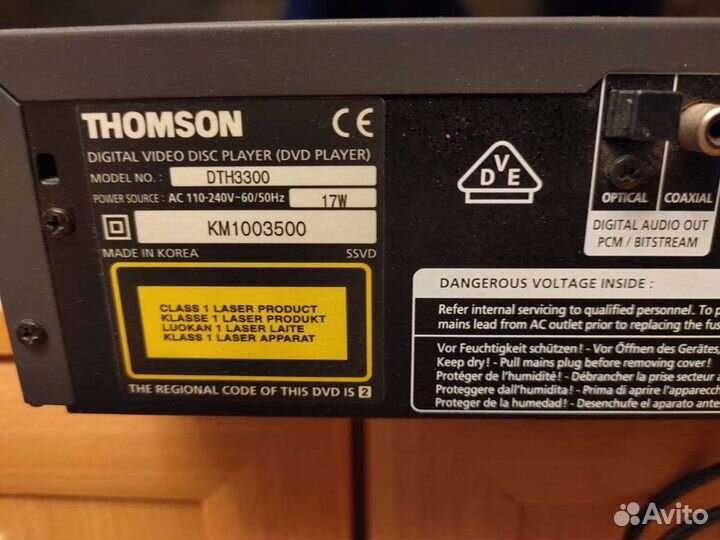 THOMSON CE
DIGITAL VIDEO DISC PLAYER (DVD PLAYER)
MODEL NO. : DTH3300
POWER SOURCE : AC 110-240V~60/50Hz 17W
KM1003500
MADE IN KOREA SSVD
CLASS 1 LASER PRODUCT
KLASSE 1 LASER PRODUKT
LUOKAN 1 LASER LAITE
KLASS 1 LASER APPARAT
THE REGIONAL CODE OF THIS DVD IS 2
DVE
OPTICAL COAXIAL
DIGITAL AUDIO OUT
PCM / BITSTREAM
DANGEROUS VOLTAGE INSIDE :
Refer internal servicing to qualified personnel. To
mains lead from AC outlet prior to replacing the
Vor Feuchtigkeit schützen! - Vor Öffnen des Gerätes,
Keep dry! - Pull mains plug before removing cover!
Protéger de l'humidité! - Débrancher la prise secteur
Proteggere dall'humidita! - Prima di aprire
Proteger de la humedad! - Desenchufe el aparato
Avito